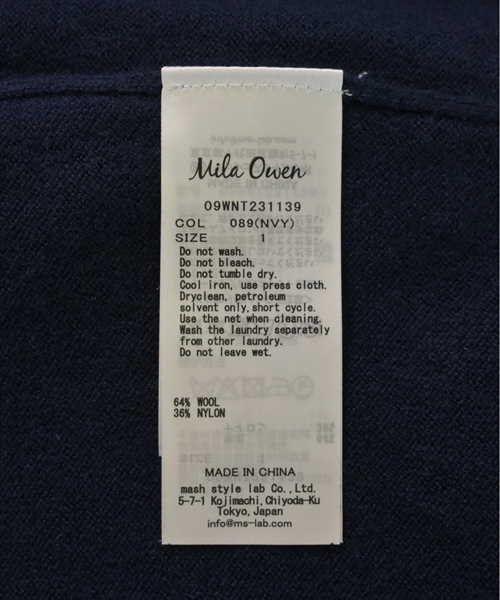 Mila Owen
09WNT231139
COL 089(NVY)
SIZE 1
Do not wash.
Do not bleach.
Do not tumble dry.
Cool iron, use press cloth.
Dryclean, petroleum
solvent only,short cycle.
Use the net when cleaning.
Wash the laundry separately
from other laundry.
Do not leave wet.
64% WOOL
36% NYLON
MADE IN CHINA
mash style lab Co.,Ltd.
5-7-1 Kojimachi,Chiyoda-Ku
Tokyo,Japan
info@ms-lab.com